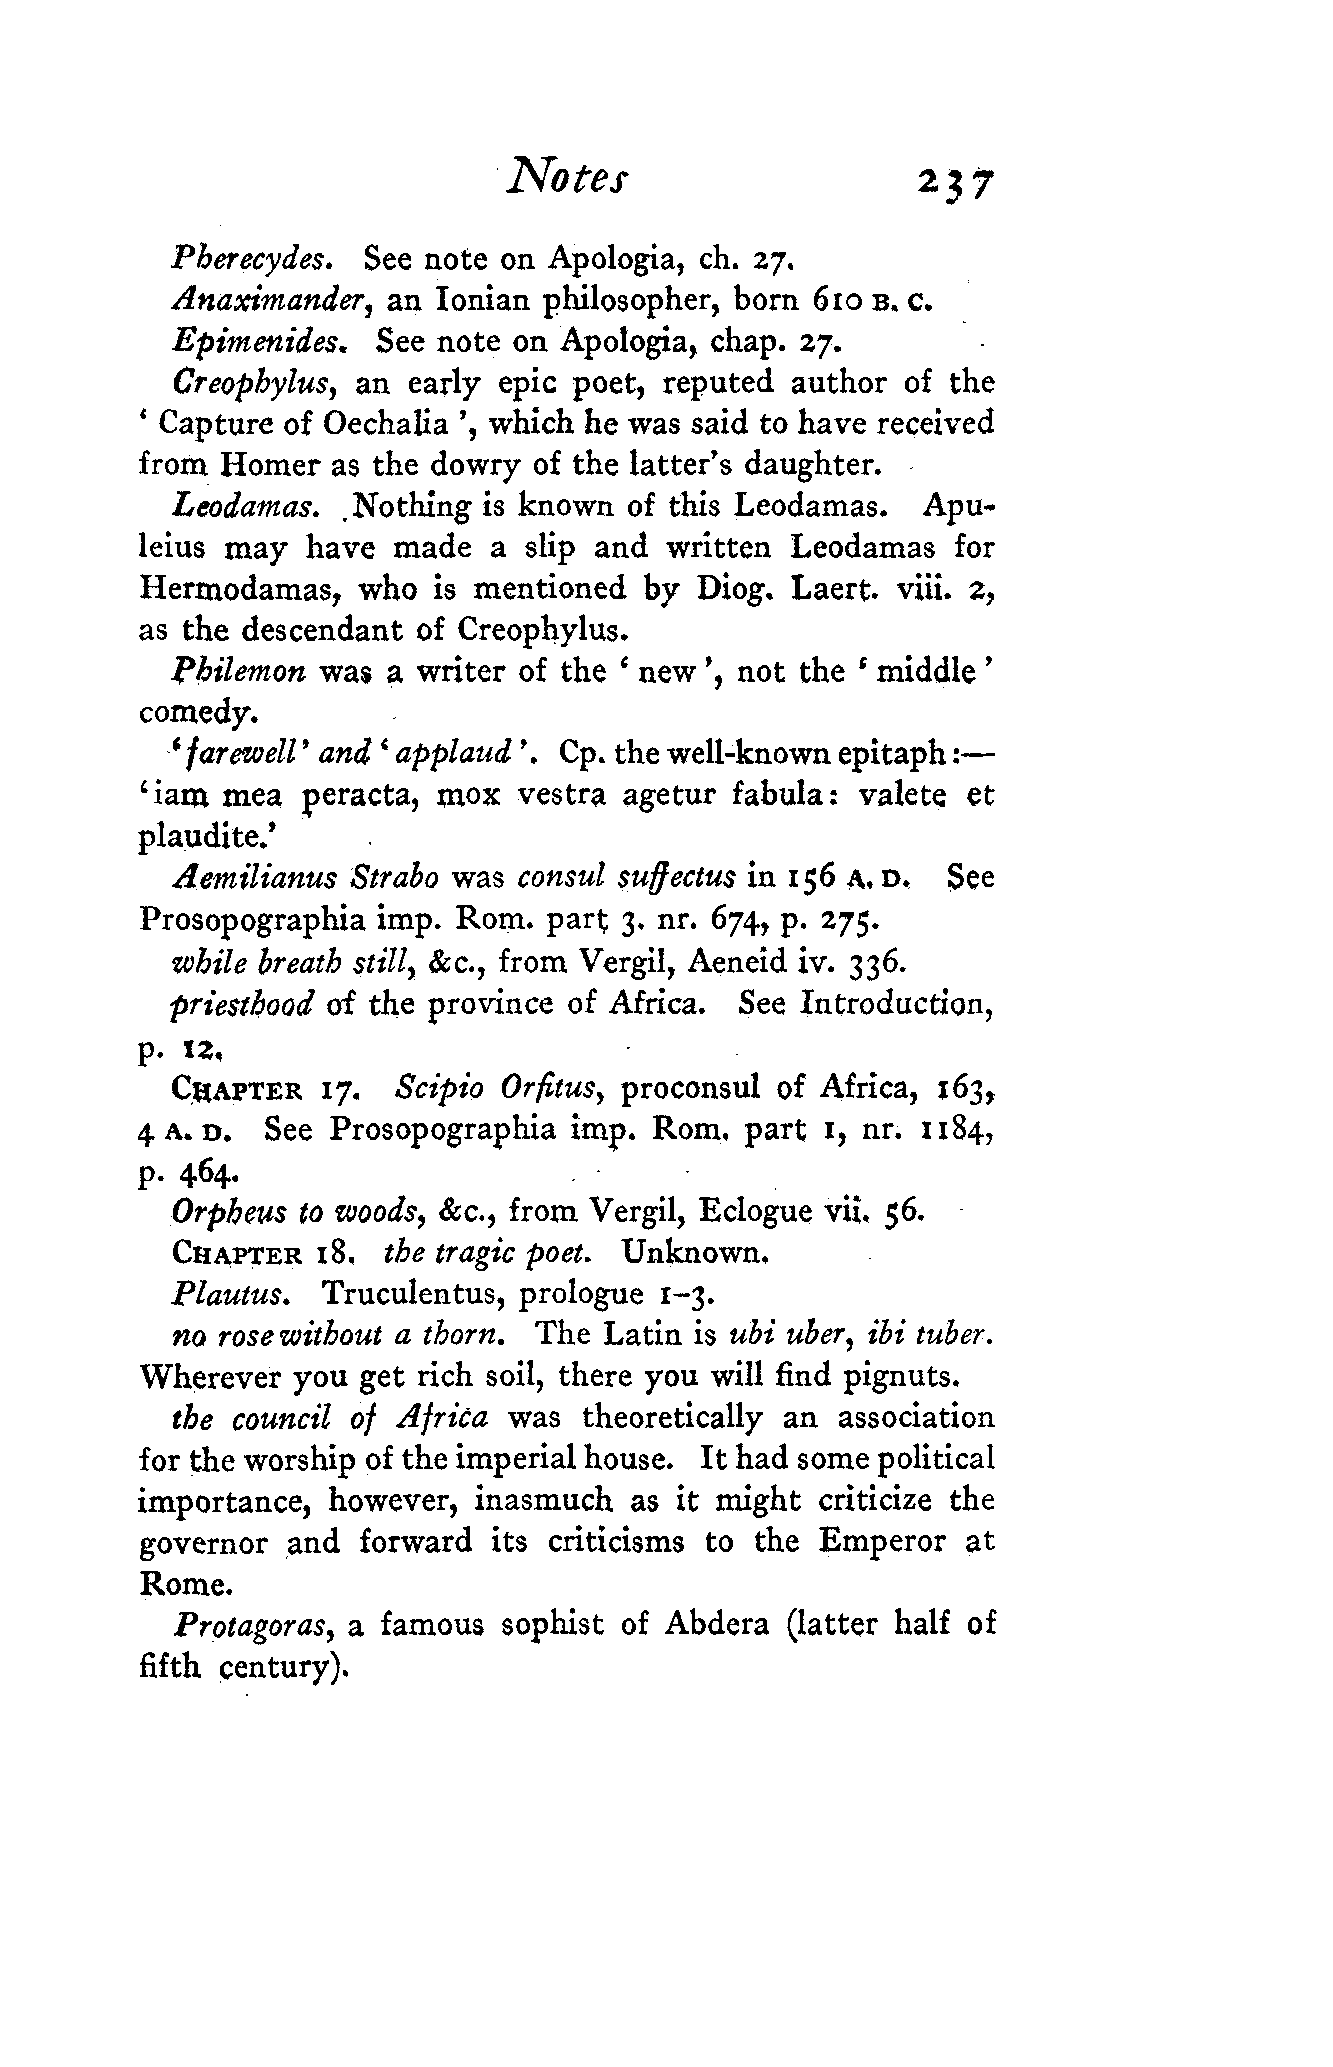 Notes 237
Pherecydes. See note on Apologia, ch. 27.
Anaximander, an Ionian philosopher, born 610 B. C.
Epimenides. See note on Apologia, chap. 27.
Creophylus, an early epic poet, reputed author of the
‘ Capture of Oechalia ’, which he was said to have received
from Homer as the dowry of the latter’s daughter.
Leodamas. Nothing is known of this Leodamas. Apu-
leius may have made a slip and written Leodamas for
Hermodamas, who is mentioned by Diog. Laert. viii. 2,
as the descendant of Creophylus.
Philemon was a writer of the ‘ new ’, not the ‘ middle ’
comedy.
‘ farewell ’ and ‘ applaud ’. Cp. the well-known epitaph :—
‘ iam mea peracta, mox vestra agetur fabula : valete et
plaudite.’
Aemilianus Strabo was consul suffectus in 156 A. D. See
Prosopographia imp. Rom. part 3. nr. 674, p. 275.
while breath still, &c., from Vergil, Aeneid iv. 336.
priesthood of the province of Africa. See Introduction,
p. 12.
CHAPTER 17. Scipio Orfitus, proconsul of Africa, 163,
4 A. D. See Prosopographia imp. Rom. part 1, nr. 1184,
p. 464.
Orpheus to woods, &c., from Vergil, Eclogue vii. 56.
CHAPTER 18. the tragic poet. Unknown.
Plautus. Truculentus, prologue 1–3.
no rose without a thorn. The Latin is ubi uber, ibi tuber.
Wherever you get rich soil, there you will find pignuts.
the council of Africa was theoretically an association
for the worship of the imperial house. It had some political
importance, however, inasmuch as it might criticize the
governor and forward its criticisms to the Emperor at
Rome.
Protagoras, a famous sophist of Abdera (latter half of
fifth century).